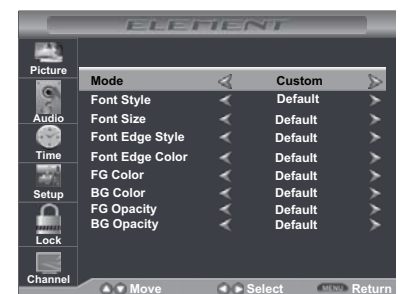 ELEMENT
Picture
Audio
Time
Setup
Lock
Channel
Mode Custom
Font Style Default
Font Size Default
Font Edge Style Default
Font Edge Color Default
FG Color Default
BG Color Default
FG Opacity Default
BG Opacity Default
Move Select MENU Return